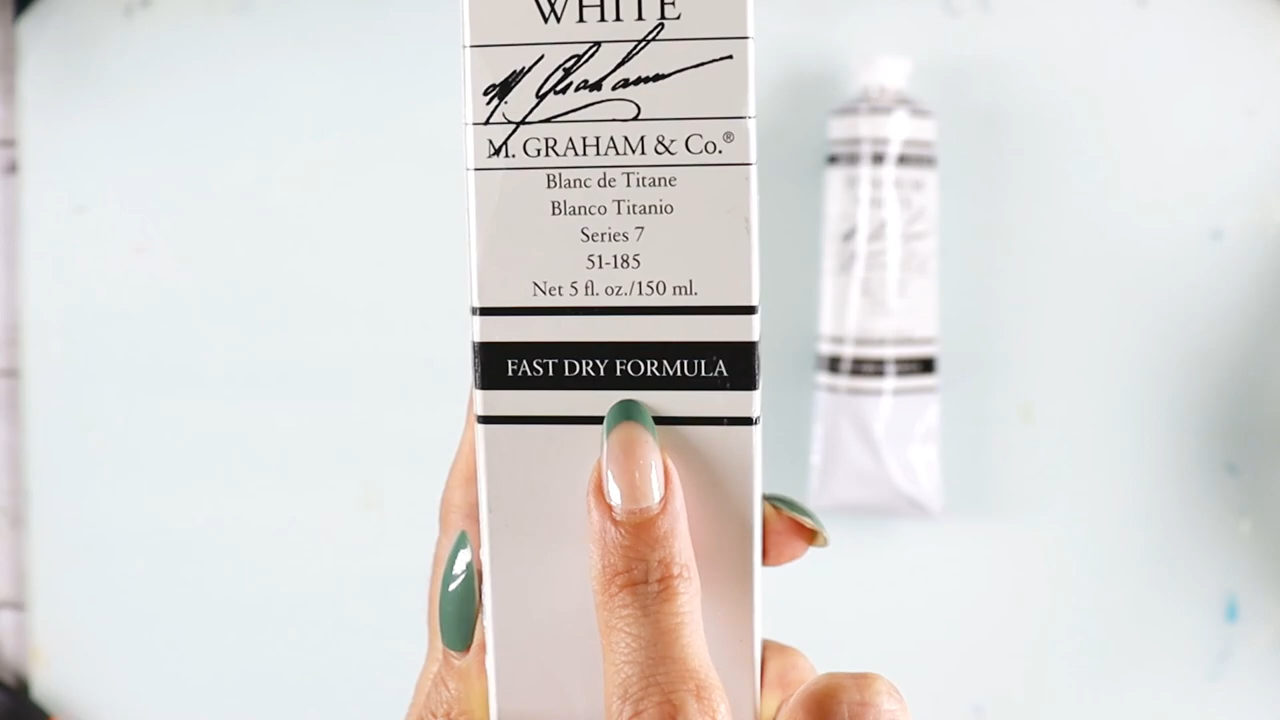 WHITE
M. Graham
M. GRAHAM & Co.®
Blanc de Titane
Blanco Titanio
Series 7
51-185
Net 5 fl. oz./150 ml.
FAST DRY FORMULA